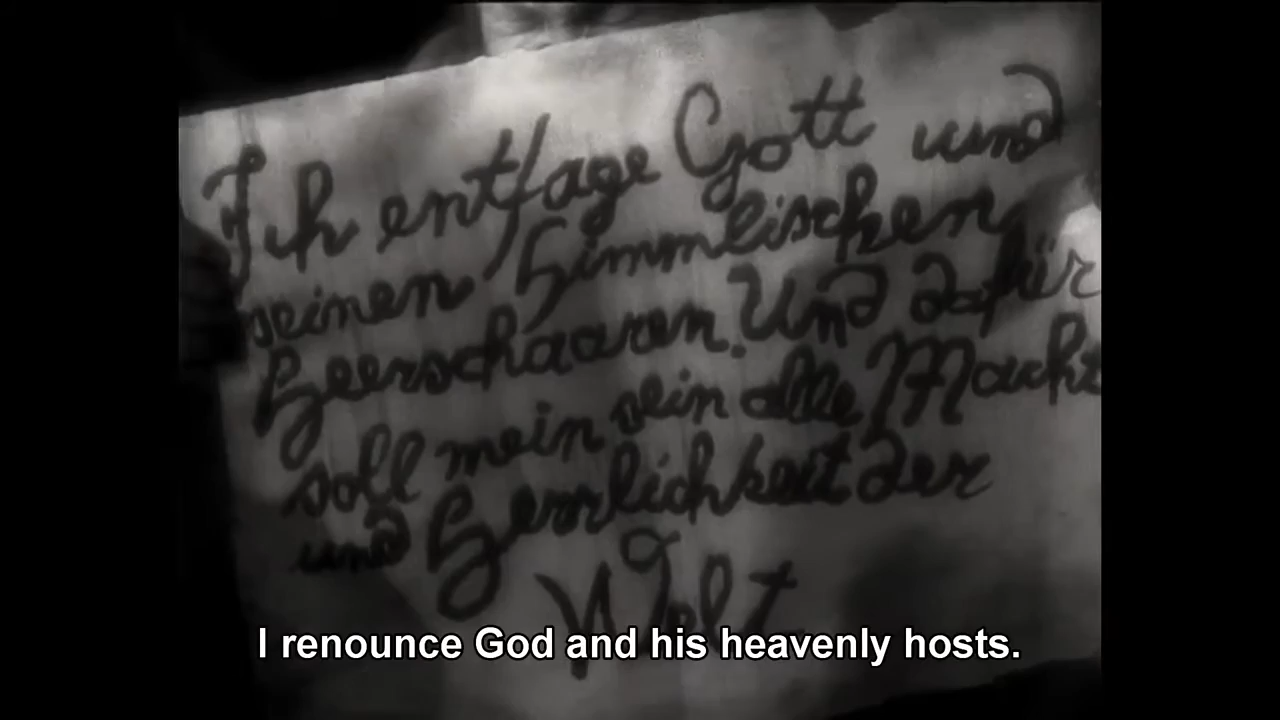 Ich entſage Gott und
seinen himmlischen
Heerschaaren. Und dafür
soll mein sein alle Macht
und Herrlichkeit der
Welt.
I renounce God and his heavenly hosts.